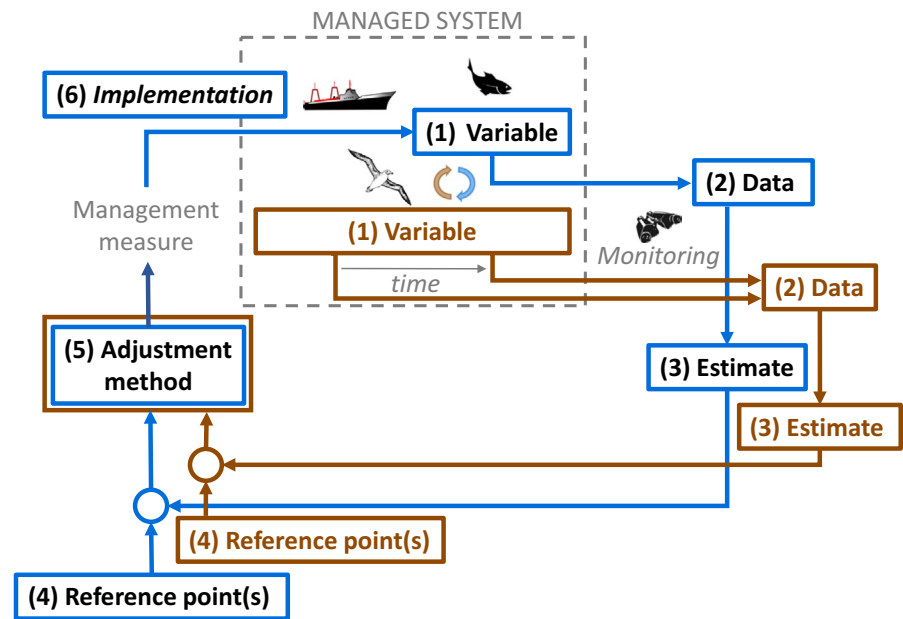 MANAGED SYSTEM
(6) Implementation
(1) Variable
(2) Data
Management
measure
(1) Variable
Monitoring
time
(2) Data
(5) Adjustment
method
(3) Estimate
(3) Estimate
(4) Reference point(s)
(4) Reference point(s)